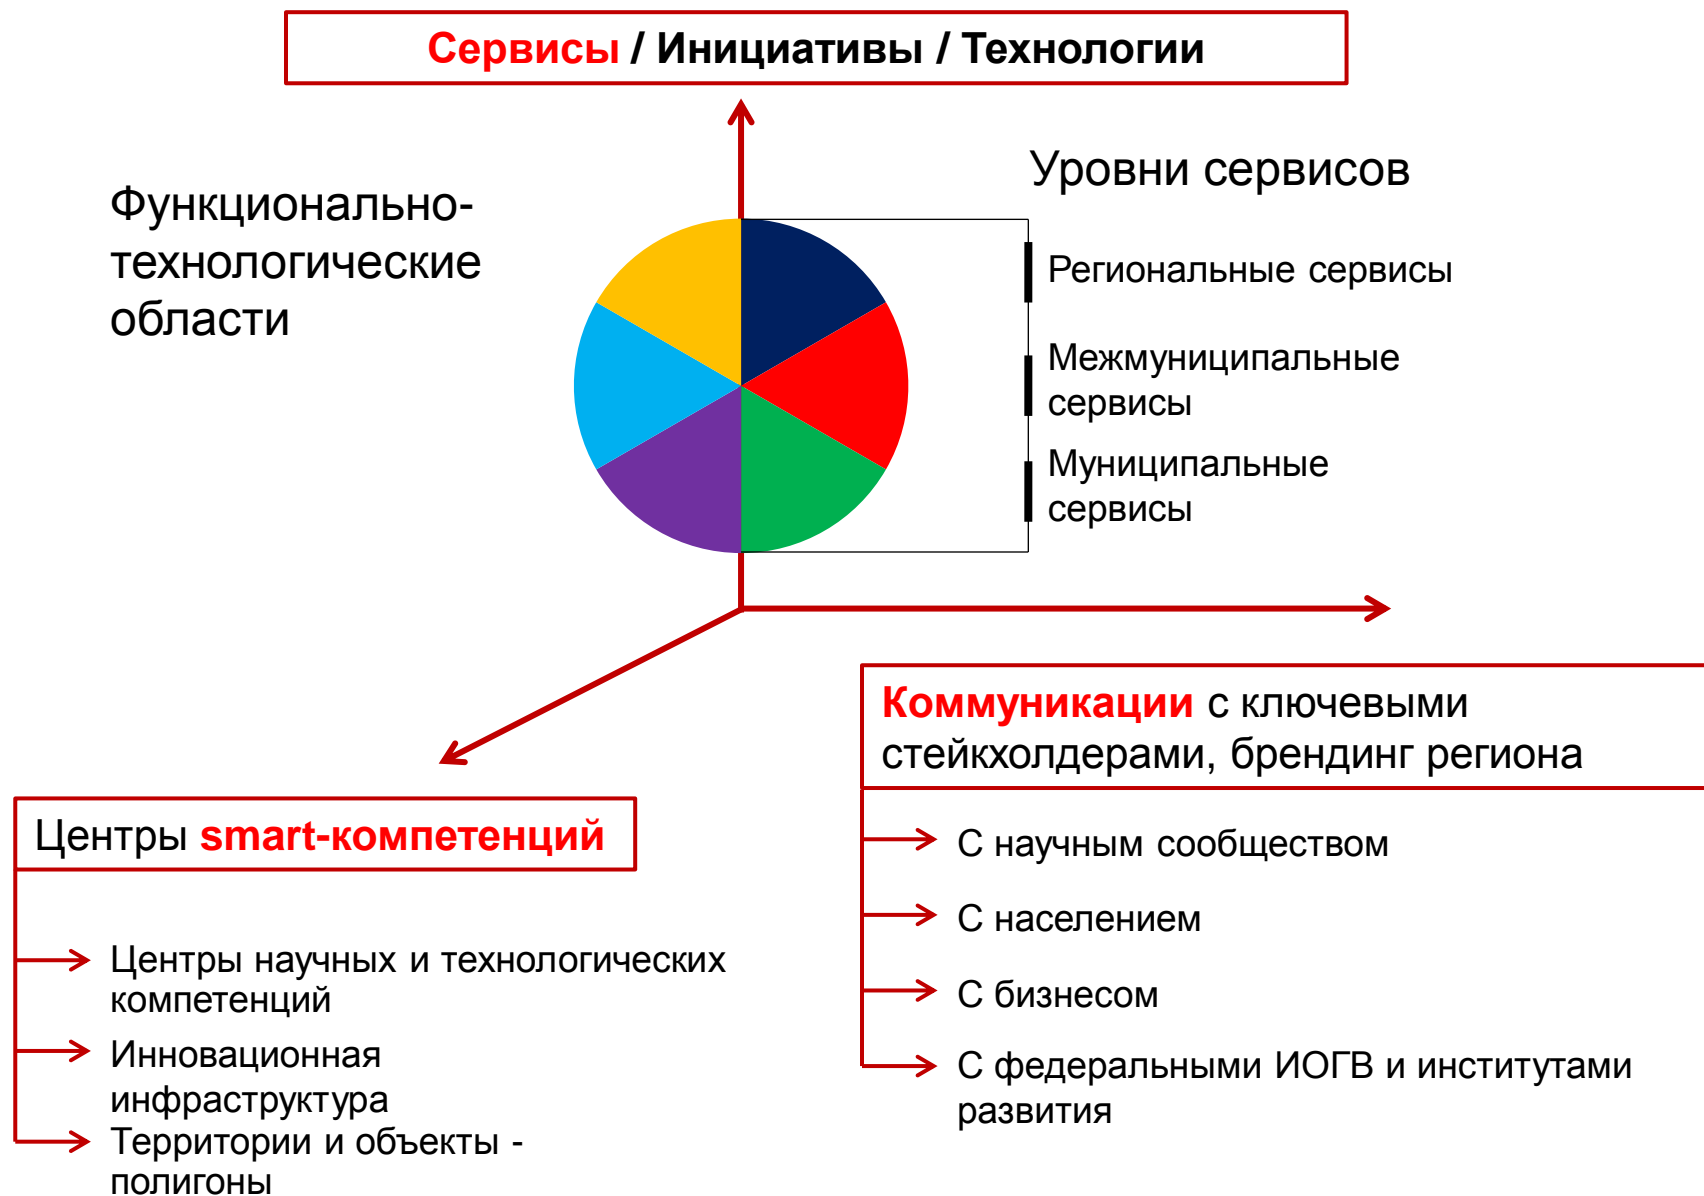 Сервисы / Инициативы / Технологии
Функционально-
технологические
области
Уровни сервисов
Региональные сервисы
Межмуниципальные
сервисы
Муниципальные
сервисы
Центры smart-компетенций
Центры научных и технологических
компетенций
Инновационная
инфраструктура
Территории и объекты -
полигоны
Коммуникации с ключевыми
стейкхолдерами, брендинг региона
С научным сообществом
С населением
С бизнесом
С федеральными ИОГВ и институтами
развития